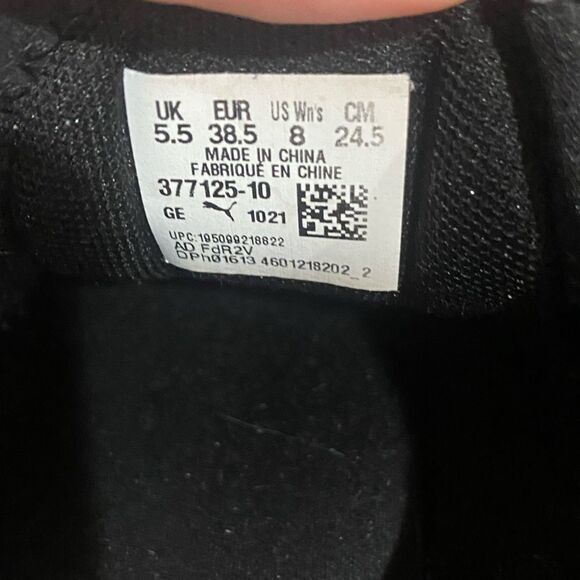 UK EUR US Wn's CM
5.5 38.5 8 24.5
MADE IN CHINA
FABRIQUÉ EN CHINE
377125-10
GE 1021
UPC:195099218822
AD FdR2V
DPh01613 4601218202_2